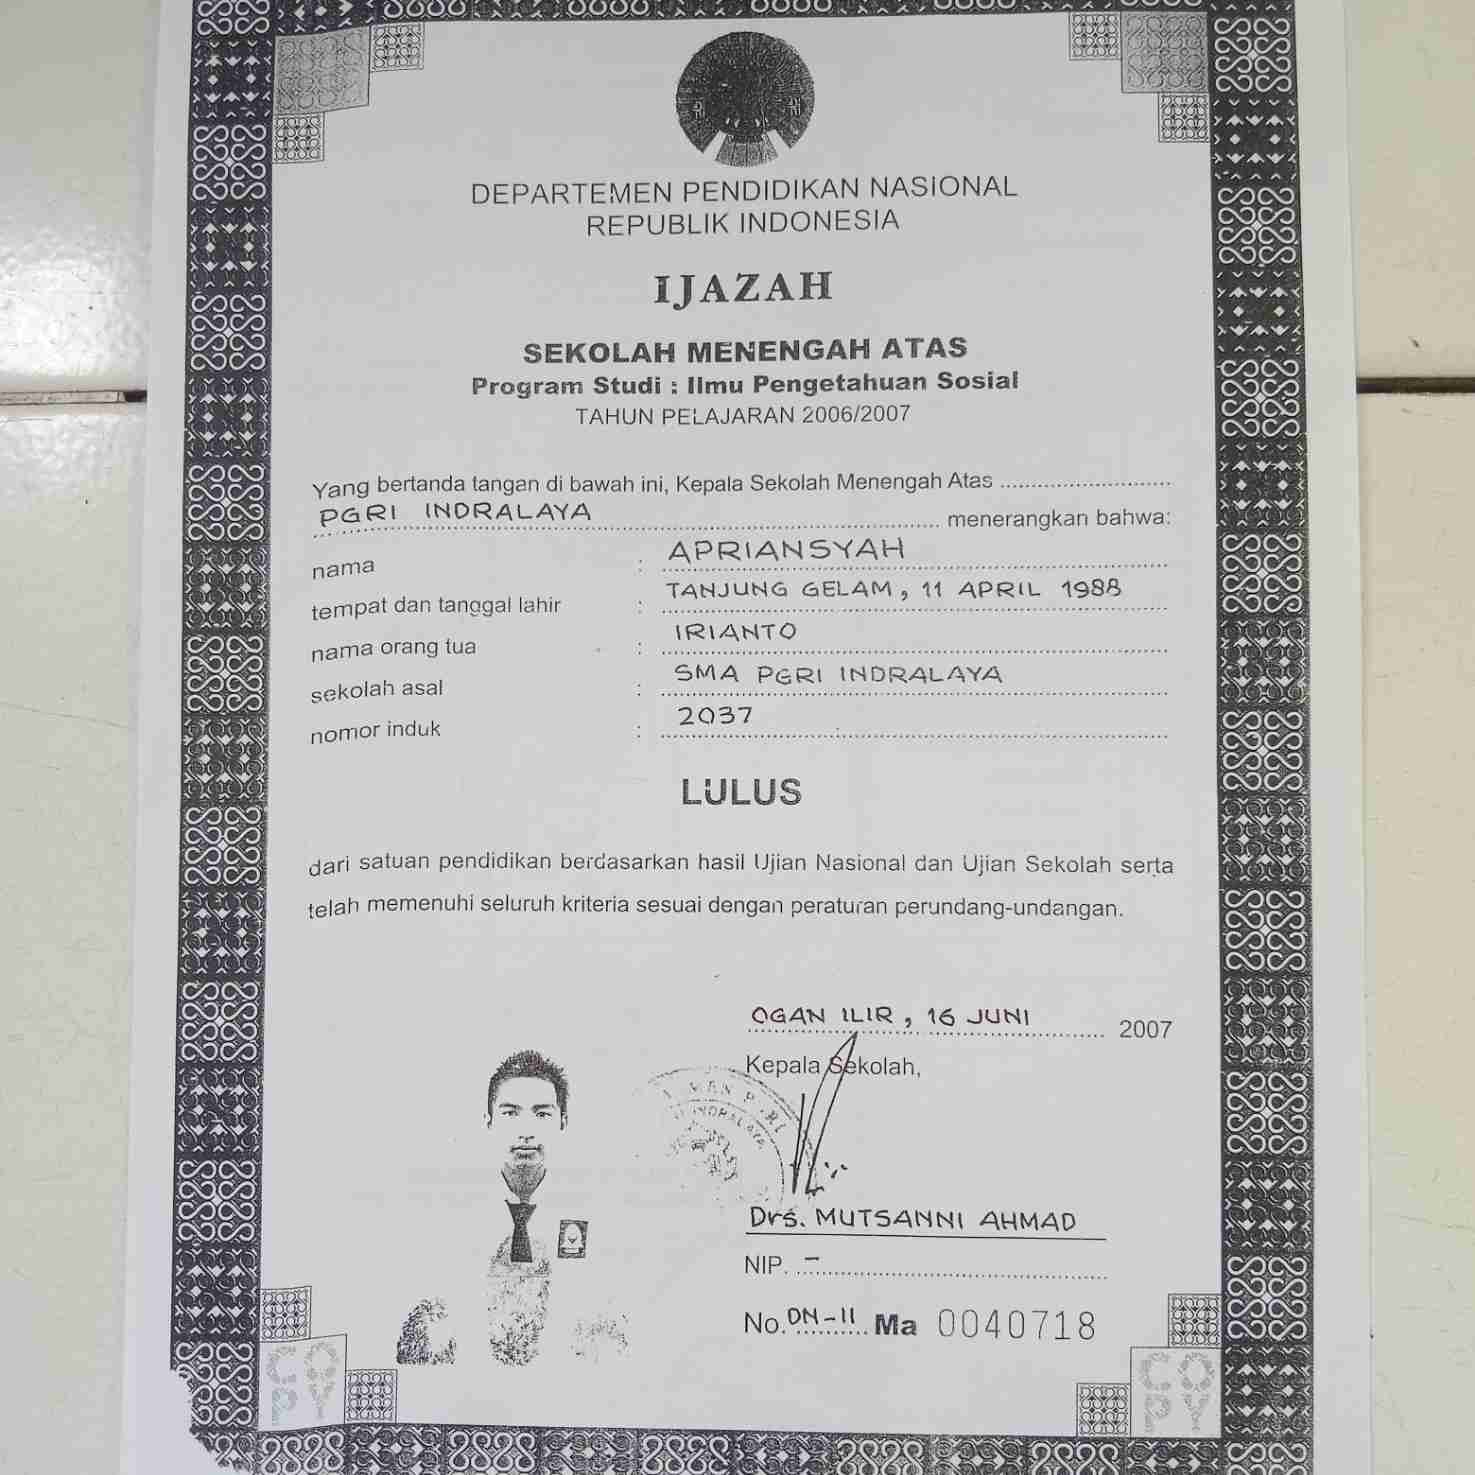 DEPARTEMEN PENDIDIKAN NASIONAL
REPUBLIK INDONESIA
IJAZAH
SEKOLAH MENENGAH ATAS
Program Studi : Ilmu Pengetahuan Sosial
TAHUN PELAJARAN 2006/2007
Yang bertanda tangan di bawah ini, Kepala Sekolah Menengah Atas
PGRI INDRALAYA menerangkan bahwa:
nama : APRIANSYAH
tempat dan tanggal lahir : TANJUNG GELAM, 11 APRIL 1988
nama orang tua : IRIANTO
sekolah asal : SMA PGRI INDRALAYA
nomor induk : 2037
LULUS
dari satuan pendidikan berdasarkan hasil Ujian Nasional dan Ujian Sekolah serta
telah memenuhi seluruh kriteria sesuai dengan peraturan perundang-undangan.
OGAN ILIR, 16 JUNI 2007
Kepala Sekolah,
INDRALAYA
Drs. MUTSANNI AHMAD
NIP. -
No. DN-11 Ma 0040718
COPY
COPY